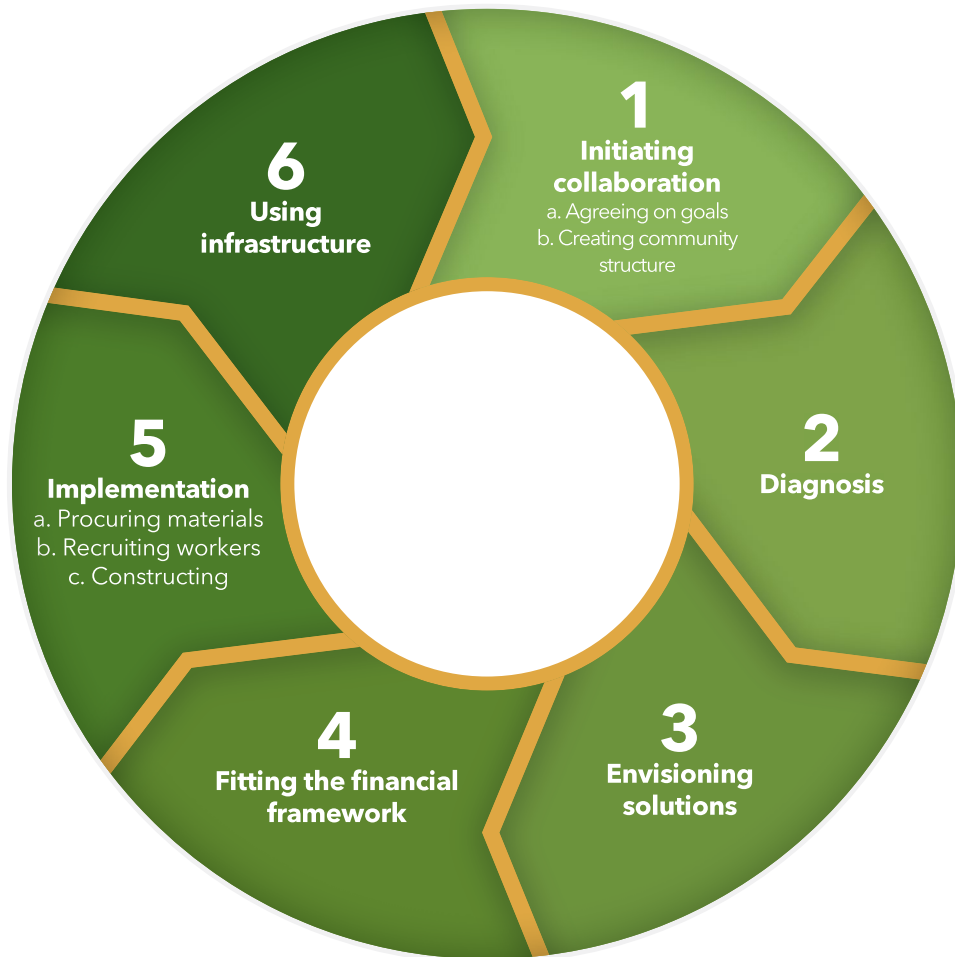 1
Initiating
collaboration
a. Agreeing on goals
b. Creating community
structure
2
Diagnosis
3
Envisioning
solutions
4
Fitting the financial
framework
5
Implementation
a. Procuring materials
b. Recruiting workers
c. Constructing
6
Using
infrastructure